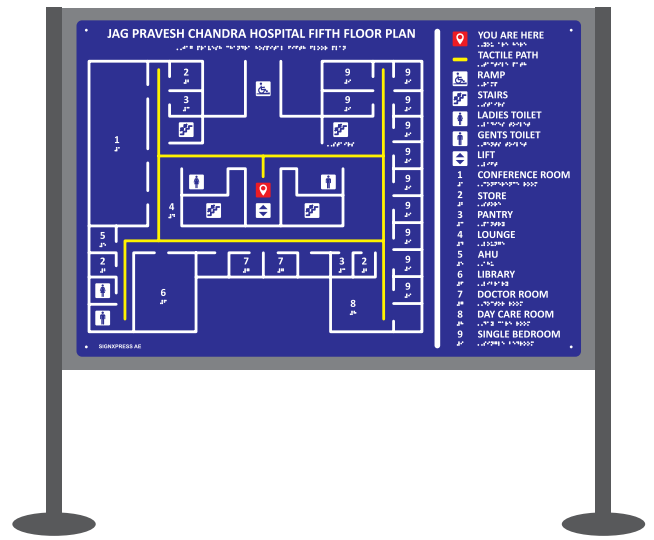 JAG PRAVESH CHANDRA HOSPITAL FIFTH FLOOR PLAN
2
3
1
9
9
9
9
9
9
9
9
9
9
9
4
5
2
6
7
7
3
2
8
SIGNXPRESS AE
YOU ARE HERE
TACTILE PATH
RAMP
STAIRS
LADIES TOILET
GENTS TOILET
LIFT
1 CONFERENCE ROOM
2 STORE
3 PANTRY
4 LOUNGE
5 AHU
6 LIBRARY
7 DOCTOR ROOM
8 DAY CARE ROOM
9 SINGLE BEDROOM